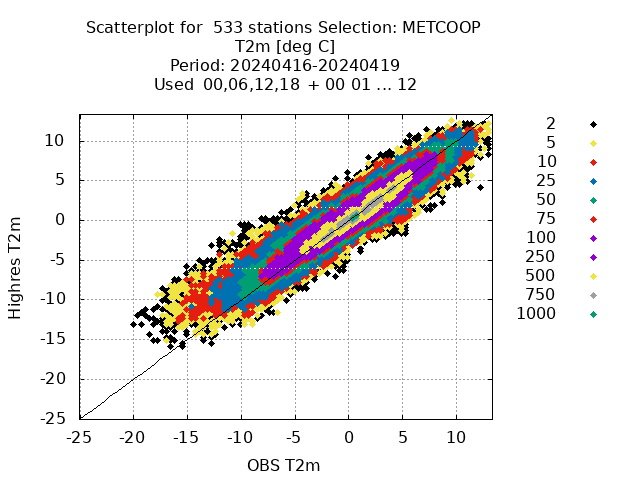 Scatterplot for  533 stations Selection: METCOOP
T2m [deg C]
Period: 20240416-20240419
Used  00,06,12,18  + 00 01 ... 12
2
5
10
25
50
75
100
250
500
750
1000
10
5
0
-5
-10
-15
-20
-25
Highres T2m
-25 -20 -15 -10 -5 0 5 10
OBS T2m